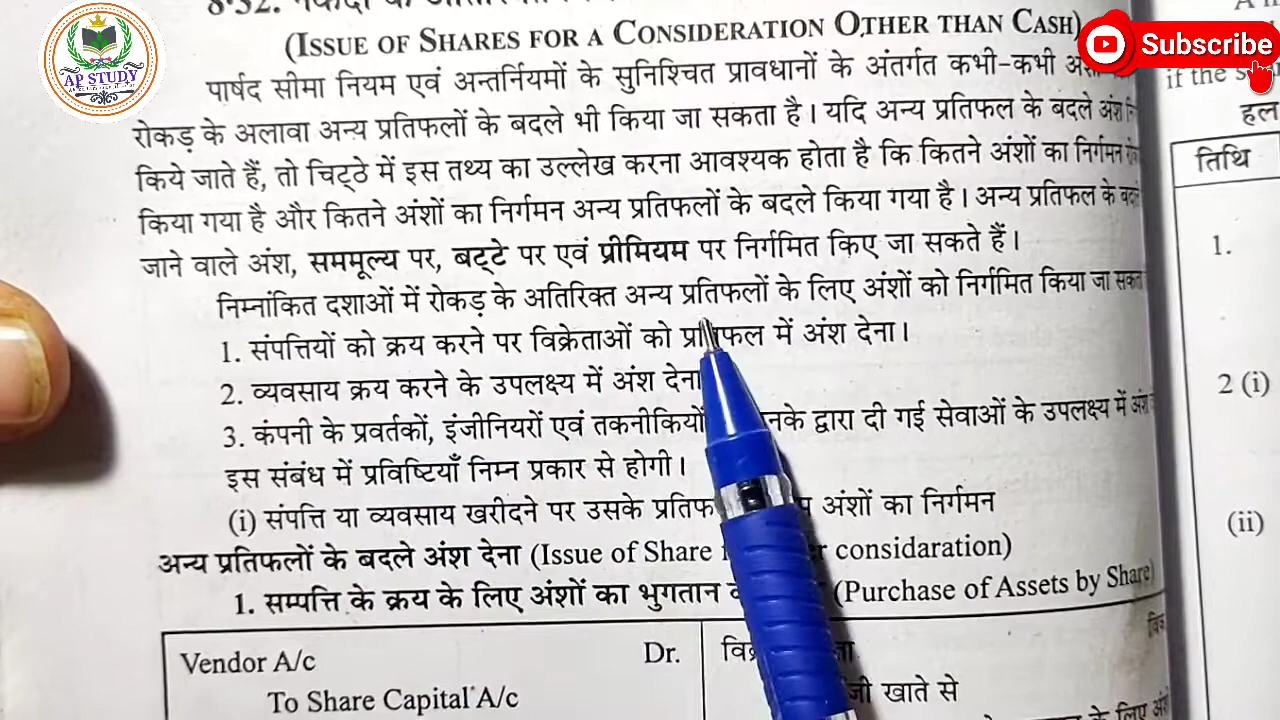 AP STUDY
Subscribe
8.32.
(ISSUE OF SHARES FOR A CONSIDERATION OTHER THAN CASH)
पार्षद सीमा नियम एवं अन्तर्नियमों के सुनिश्चित प्रावधानों के अंतर्गत कभी-कभी
रोकड़ के अलावा अन्य प्रतिफलों के बदले भी किया जा सकता है। यदि अन्य प्रतिफल के बदले अंश
किये जाते हैं, तो चिट्ठे में इस तथ्य का उल्लेख करना आवश्यक होता है कि कितने अंशों का निर्गमन
किया गया है और कितने अंशों का निर्गमन अन्य प्रतिफलों के बदले किया गया है। अन्य प्रतिफल के
जाने वाले अंश, सममूल्य पर, बट्टे पर एवं प्रीमियम पर निर्गमित किए जा सकते हैं।
निम्नांकित दशाओं में रोकड़ के अतिरिक्त अन्य प्रतिफलों के लिए अंशों को निर्गमित किया जा
1. संपत्तियों को क्रय करने पर विक्रेताओं को में अंश देना।
2. व्यवसाय क्रय करने के उपलक्ष्य में अंश देना
3. कंपनी के प्रवर्तकों, इंजीनियरों एवं तकनीकियों द्वारा दी गई सेवाओं के उपलक्ष्य में
इस संबंध में प्रविष्टियाँ निम्न प्रकार से होगी।
(i) संपत्ति या व्यवसाय खरीदने पर उसके अंशों का निर्गमन
अन्य प्रतिफलों के बदले अंश देना (Issue of Share considaration)
1. सम्पत्ति के क्रय के लिए अंशों का भुगतान (Purchase of Assets by Share)
Vendor A/c Dr.
To Share Capital A/c
खाते से
के लिए
if the
हल
तिथि
1.
2 (i)
(ii)